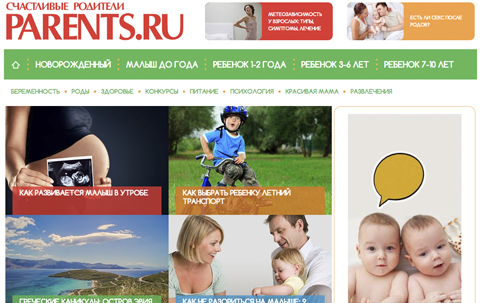 СЧАСТЛИВЫЕ РОДИТЕЛИ
PARENTS.RU
МЕТЕОЗАВИСИМОСТЬ
У ВЗРОСЛЫХ: ТИПЫ,
СИМПТОМЫ, ЛЕЧЕНИЕ
ЕСТЬ ЛИ СЕКС ПОСЛЕ
РОДОВ?
НОВОРОЖДЕННЫЙ
МАЛЫШ ДО ГОДА
РЕБЕНОК 1-2 ГОДА
РЕБЕНОК 3-6 ЛЕТ
РЕБЕНОК 7-10 ЛЕТ
БЕРЕМЕННОСТЬ • РОДЫ • ЗДОРОВЬЕ • КОНКУРСЫ • ПИТАНИЕ • ПСИХОЛОГИЯ • КРАСИВАЯ МАМА • РАЗВЛЕЧЕНИЯ
КАК РАЗВИВАЕТСЯ МАЛЫШ В УТРОБЕ
КАК ВЫБРАТЬ РЕБЕНКУ ЛЕТНИЙ
ТРАНСПОРТ
ГРЕЧЕСКИЕ КАНИКУЛЫ: ОСТРОВ ЭВИЯ
КАК НЕ РАЗОРИТЬСЯ НА МАЛЫШЕ: 9